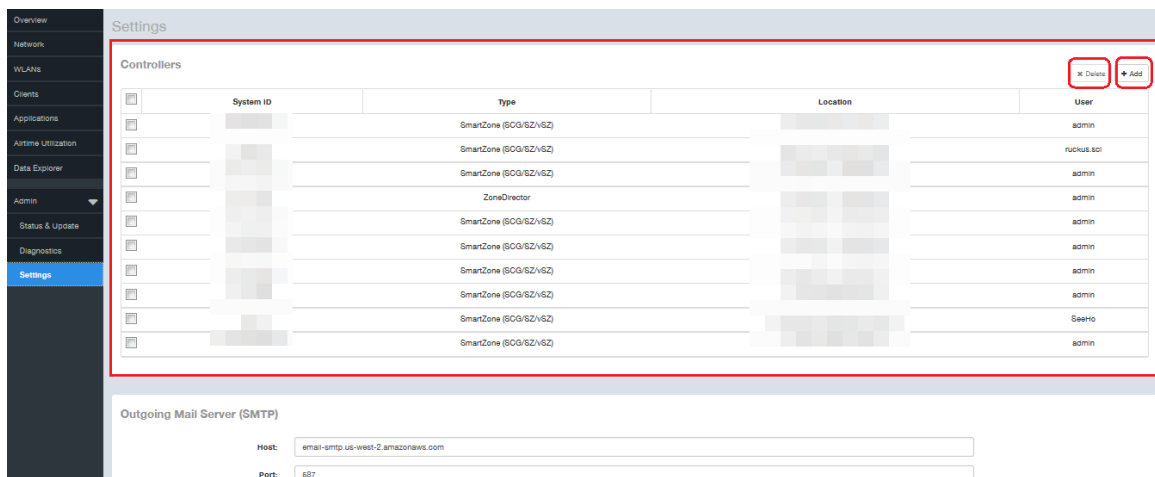 Overview
Network
WLANs
Clients
Applications
Airtime Utilization
Data Explorer
Admin
Status & Update
Diagnostics
Settings
Settings
Controllers
Delete
+ Add
System ID Type Location User
SmartZone (SCG/SZ/vSZ) admin
SmartZone (SCG/SZ/vSZ) ruckus.sci
SmartZone (SCG/SZ/vSZ) admin
ZoneDirector admin
SmartZone (SCG/SZ/vSZ) admin
SmartZone (SCG/SZ/vSZ) admin
SmartZone (SCG/SZ/vSZ) admin
SmartZone (SCG/SZ/vSZ) admin
SmartZone (SCG/SZ/vSZ) SeeHo
SmartZone (SCG/SZ/vSZ) admin
Outgoing Mail Server (SMTP)
Host: email-smtp.us-west-2.amazonaws.com
Port: 587